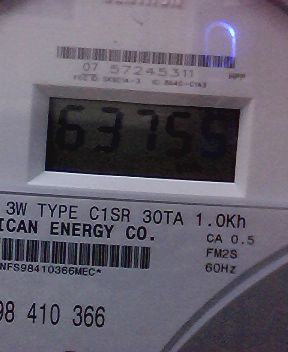 07 57245311
63755
3W TYPE C1SR 30TA 1.0Kh
ICAN ENERGY CO.
CA 0.5
FM2S
60Hz
NFS98410366MEC*
98 410 366